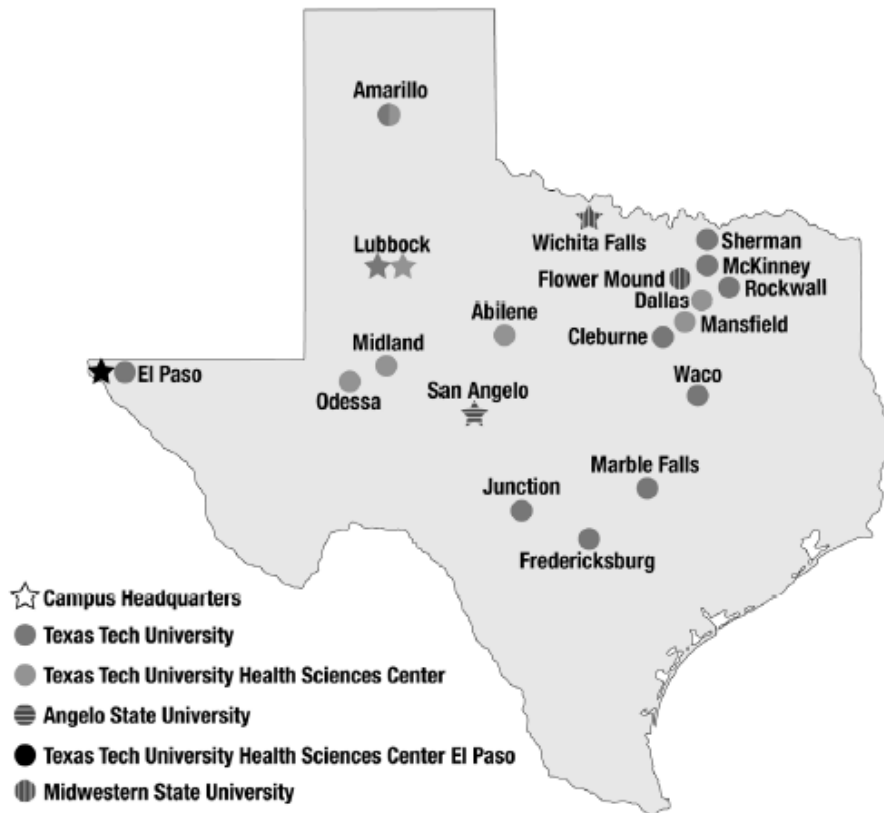 Amarillo
Lubbock
Wichita Falls
Sherman
McKinney
Flower Mound
Rockwall
Dallas
Abilene
Mansfield
Cleburne
Midland
El Paso
Odessa
San Angelo
Waco
Marble Falls
Junction
Fredericksburg
Campus Headquarters
Texas Tech University
Texas Tech University Health Sciences Center
Angelo State University
Texas Tech University Health Sciences Center El Paso
Midwestern State University